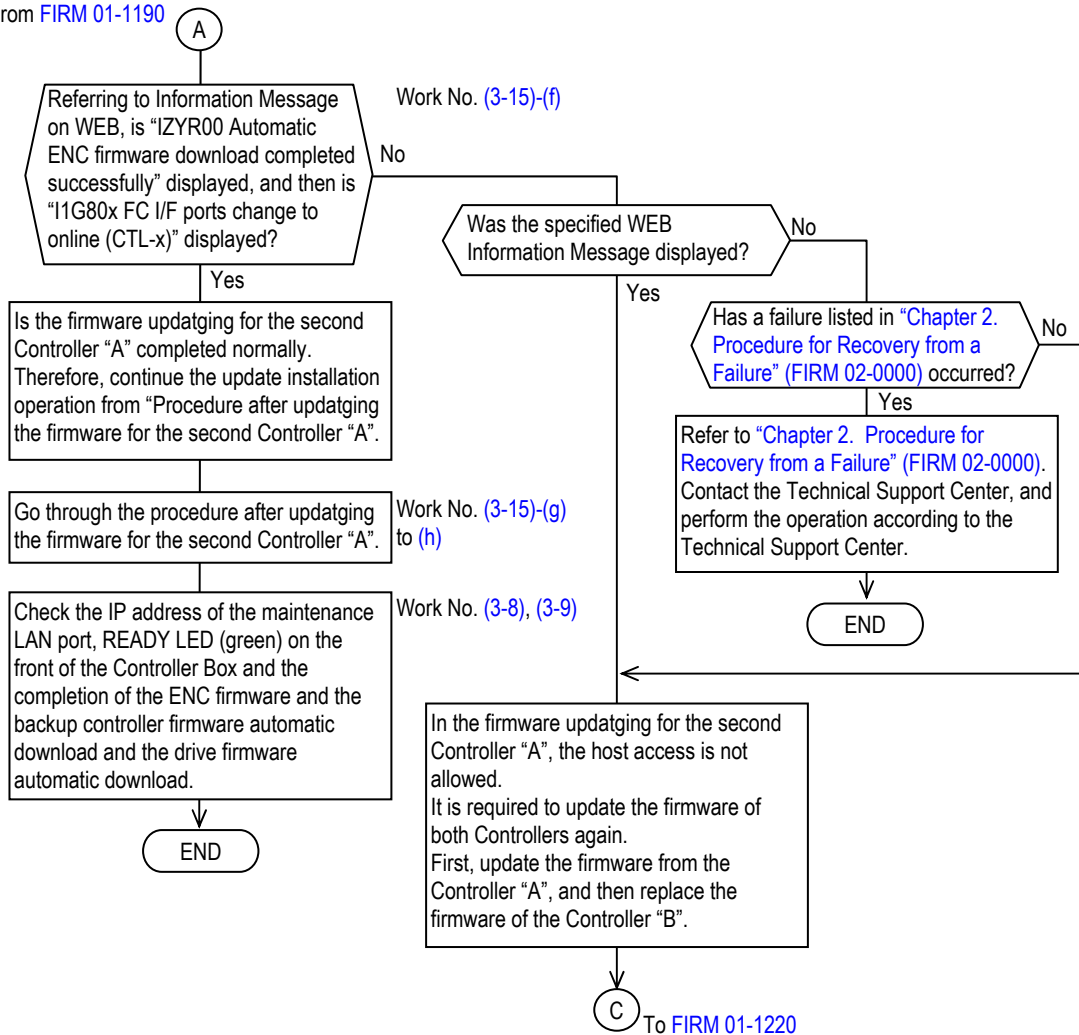 rom FIRM 01-1190
A
Referring to Information Message
on WEB, is “IZYR00 Automatic
ENC firmware download completed
successfully” displayed, and then is
“I1G80x FC I/F ports change to
online (CTL-x)” displayed?
Work No. (3-15)-(f)
No
Yes
Was the specified WEB
Information Message displayed?
No
Yes
Has a failure listed in “Chapter 2.
Procedure for Recovery from a
Failure” (FIRM 02-0000) occurred?
No
Yes
Refer to “Chapter 2.  Procedure for
Recovery from a Failure” (FIRM 02-0000).
Contact the Technical Support Center, and
perform the operation according to the
Technical Support Center.
END
Is the firmware updatging for the second
Controller “A” completed normally.
Therefore, continue the update installation
operation from “Procedure after updatging
the firmware for the second Controller “A”.
Go through the procedure after updatging
the firmware for the second Controller “A”.
Work No. (3-15)-(g)
to (h)
Check the IP address of the maintenance
LAN port, READY LED (green) on the
front of the Controller Box and the
completion of the ENC firmware and the
backup controller firmware automatic
download and the drive firmware
automatic download.
Work No. (3-8), (3-9)
END
In the firmware updatging for the second
Controller “A”, the host access is not
allowed.
It is required to update the firmware of
both Controllers again.
First, update the firmware from the
Controller “A”, and then replace the
firmware of the Controller “B”.
C
To FIRM 01-1220